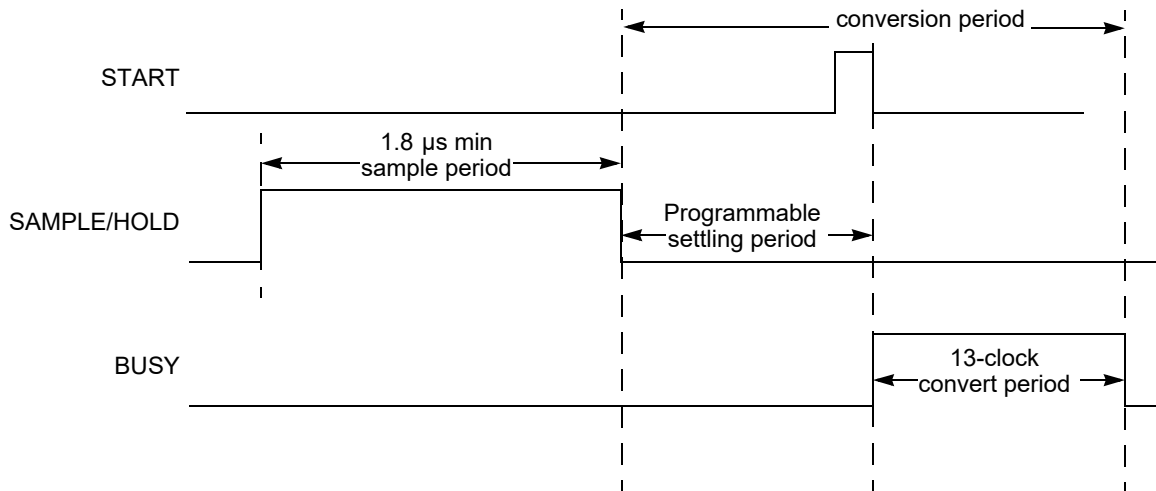 conversion period
START
1.8 µs min
sample period
SAMPLE/HOLD
Programmable
settling period
BUSY
13-clock
convert period